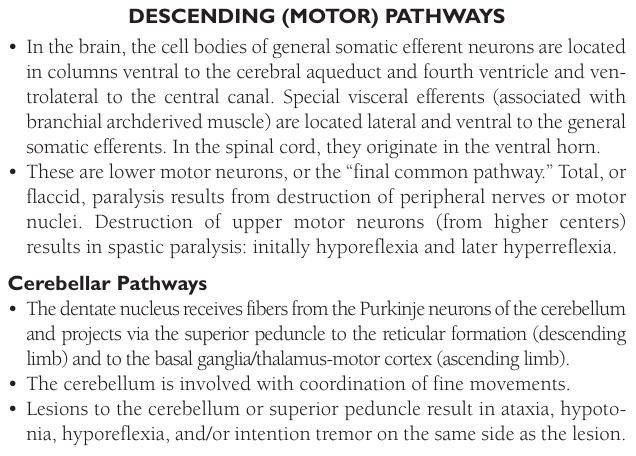 DESCENDING (MOTOR) PATHWAYS
• In the brain, the cell bodies of general somatic efferent neurons are located
in columns ventral to the cerebral aqueduct and fourth ventricle and ven-
trolateral to the central canal. Special visceral efferents (associated with
branchial archderived muscle) are located lateral and ventral to the general
somatic efferents. In the spinal cord, they originate in the ventral horn.
• These are lower motor neurons, or the “final common pathway.” Total, or
flaccid, paralysis results from destruction of peripheral nerves or motor
nuclei. Destruction of upper motor neurons (from higher centers)
results in spastic paralysis: initally hyporeflexia and later hyperreflexia.
Cerebellar Pathways
• The dentate nucleus receives fibers from the Purkinje neurons of the cerebellum
and projects via the superior peduncle to the reticular formation (descending
limb) and to the basal ganglia/thalamus-motor cortex (ascending limb).
• The cerebellum is involved with coordination of fine movements.
• Lesions to the cerebellum or superior peduncle result in ataxia, hypoto-
nia, hyporeflexia, and/or intention tremor on the same side as the lesion.